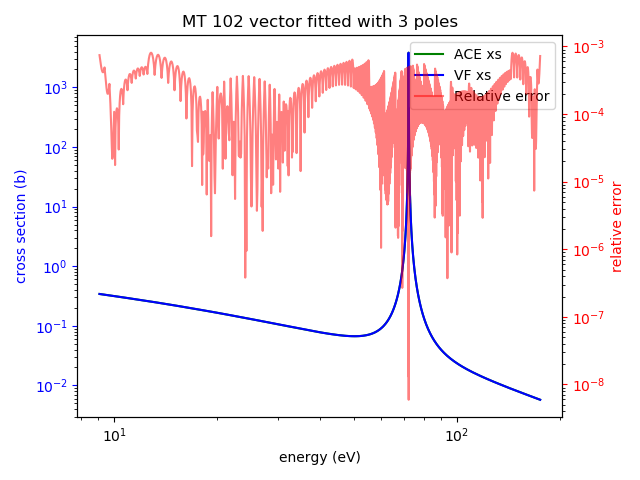 MT 102 vector fitted with 3 poles
ACE xs
VF xs
Relative error
cross section (b)
10³
10²
10¹
10⁰
10⁻¹
10⁻²
10⁻³
10⁻⁴
10⁻⁵
10⁻⁶
10⁻⁷
10⁻⁸
relative error
10¹
10²
energy (eV)